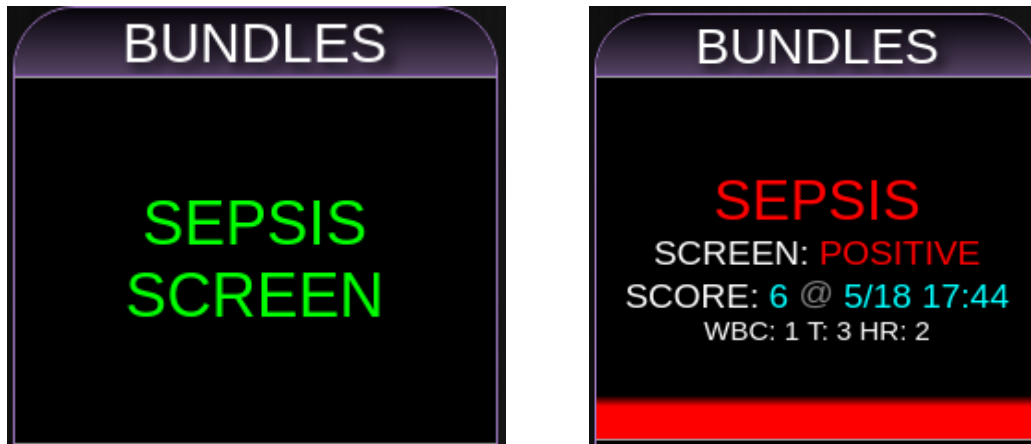 BUNDLES
SEPSIS
SCREEN
BUNDLES
SEPSIS
SCREEN: POSITIVE
SCORE: 6 @ 5/18 17:44
WBC: 1 T: 3 HR: 2